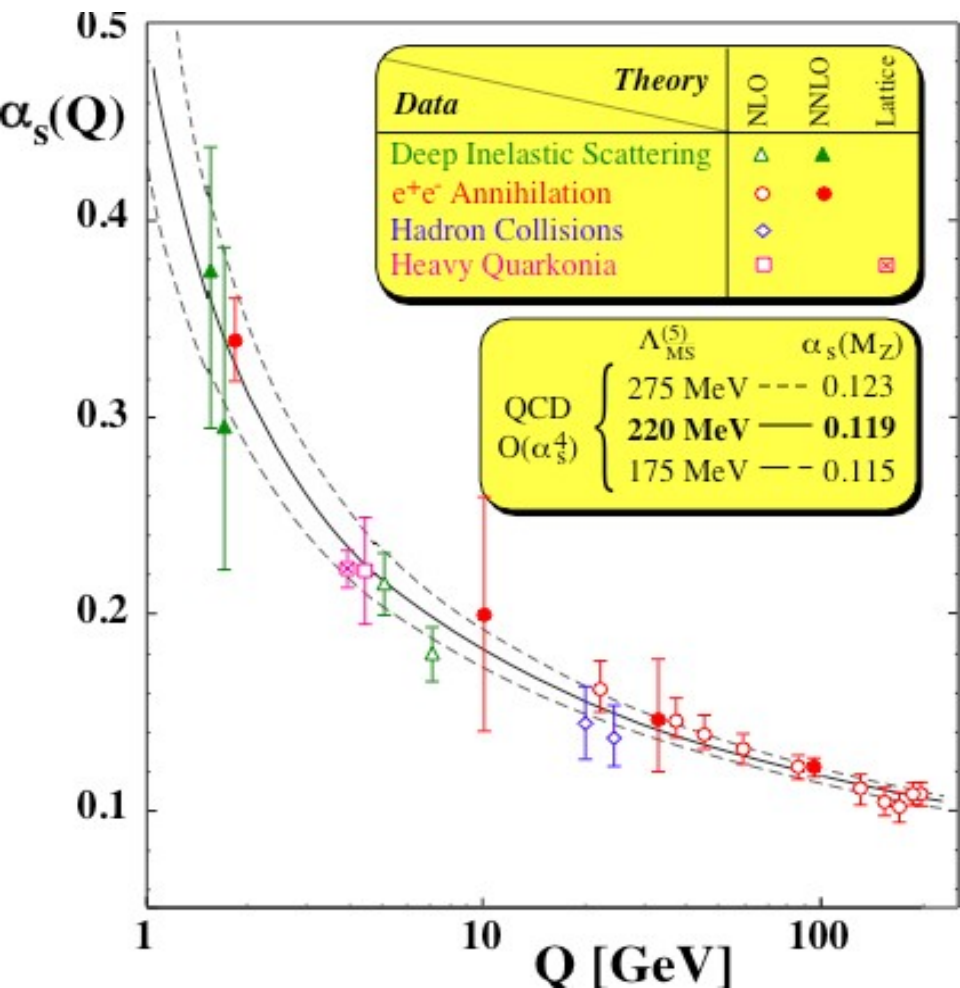 0.5
αs(Q)
0.4
0.3
0.2
0.1
1 10 100
Q [GeV]
Theory
Data
NLO
NNLO
Lattice
Deep Inelastic Scattering
e+e- Annihilation
Hadron Collisions
Heavy Quarkonia
Λ(5)MS αs(MZ)
QCD
O(αs4)
275 MeV 0.123
220 MeV 0.119
175 MeV 0.115